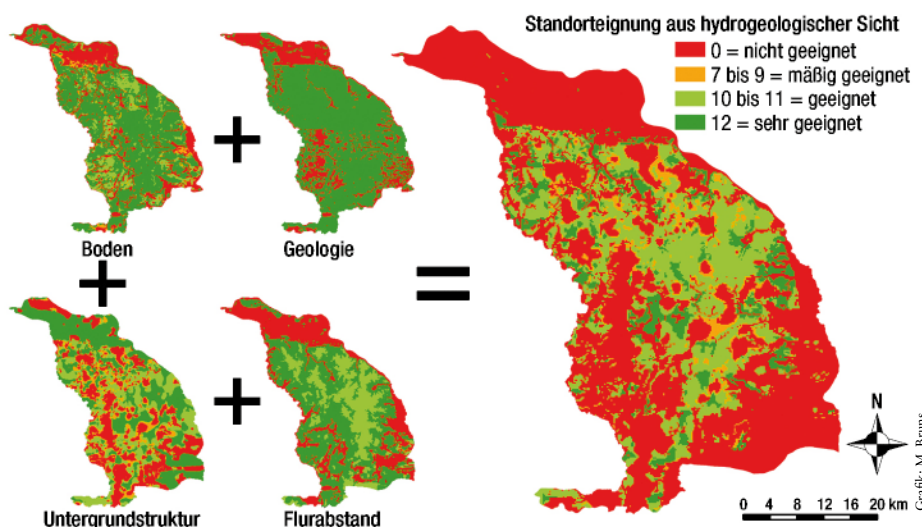 Standorteignung aus hydrogeologischer Sicht
0 = nicht geeignet
7 bis 9 = mäßig geeignet
10 bis 11 = geeignet
12 = sehr geeignet
+
Boden
Geologie
+
=
+
Untergrundstruktur
Flurabstand
N
0 4 8 12 16 20 km
Grafik: M. Bruns